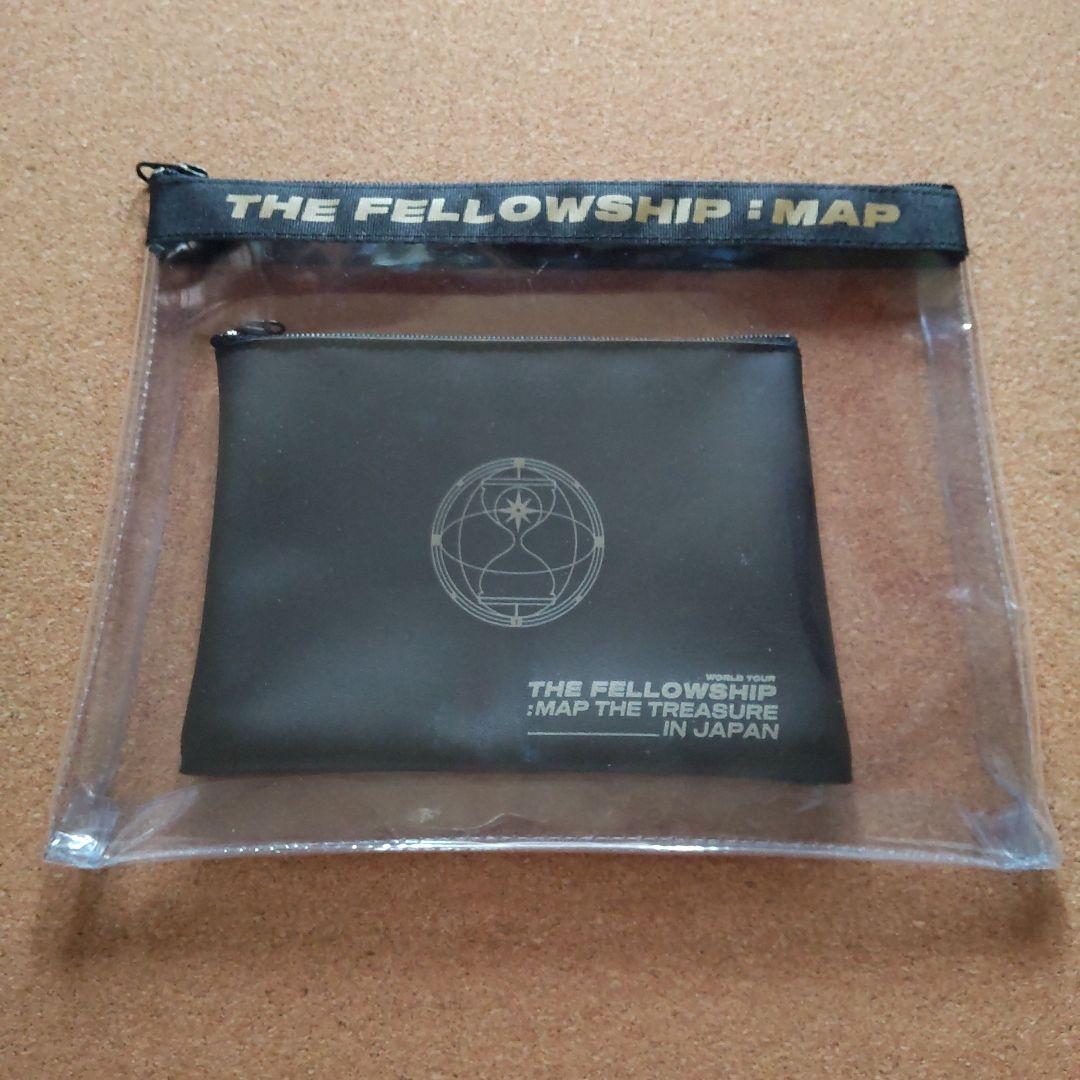 THE FELLOWSHIP : MAP
WORLD TOUR
THE FELLOWSHIP
:MAP THE TREASURE
IN JAPAN